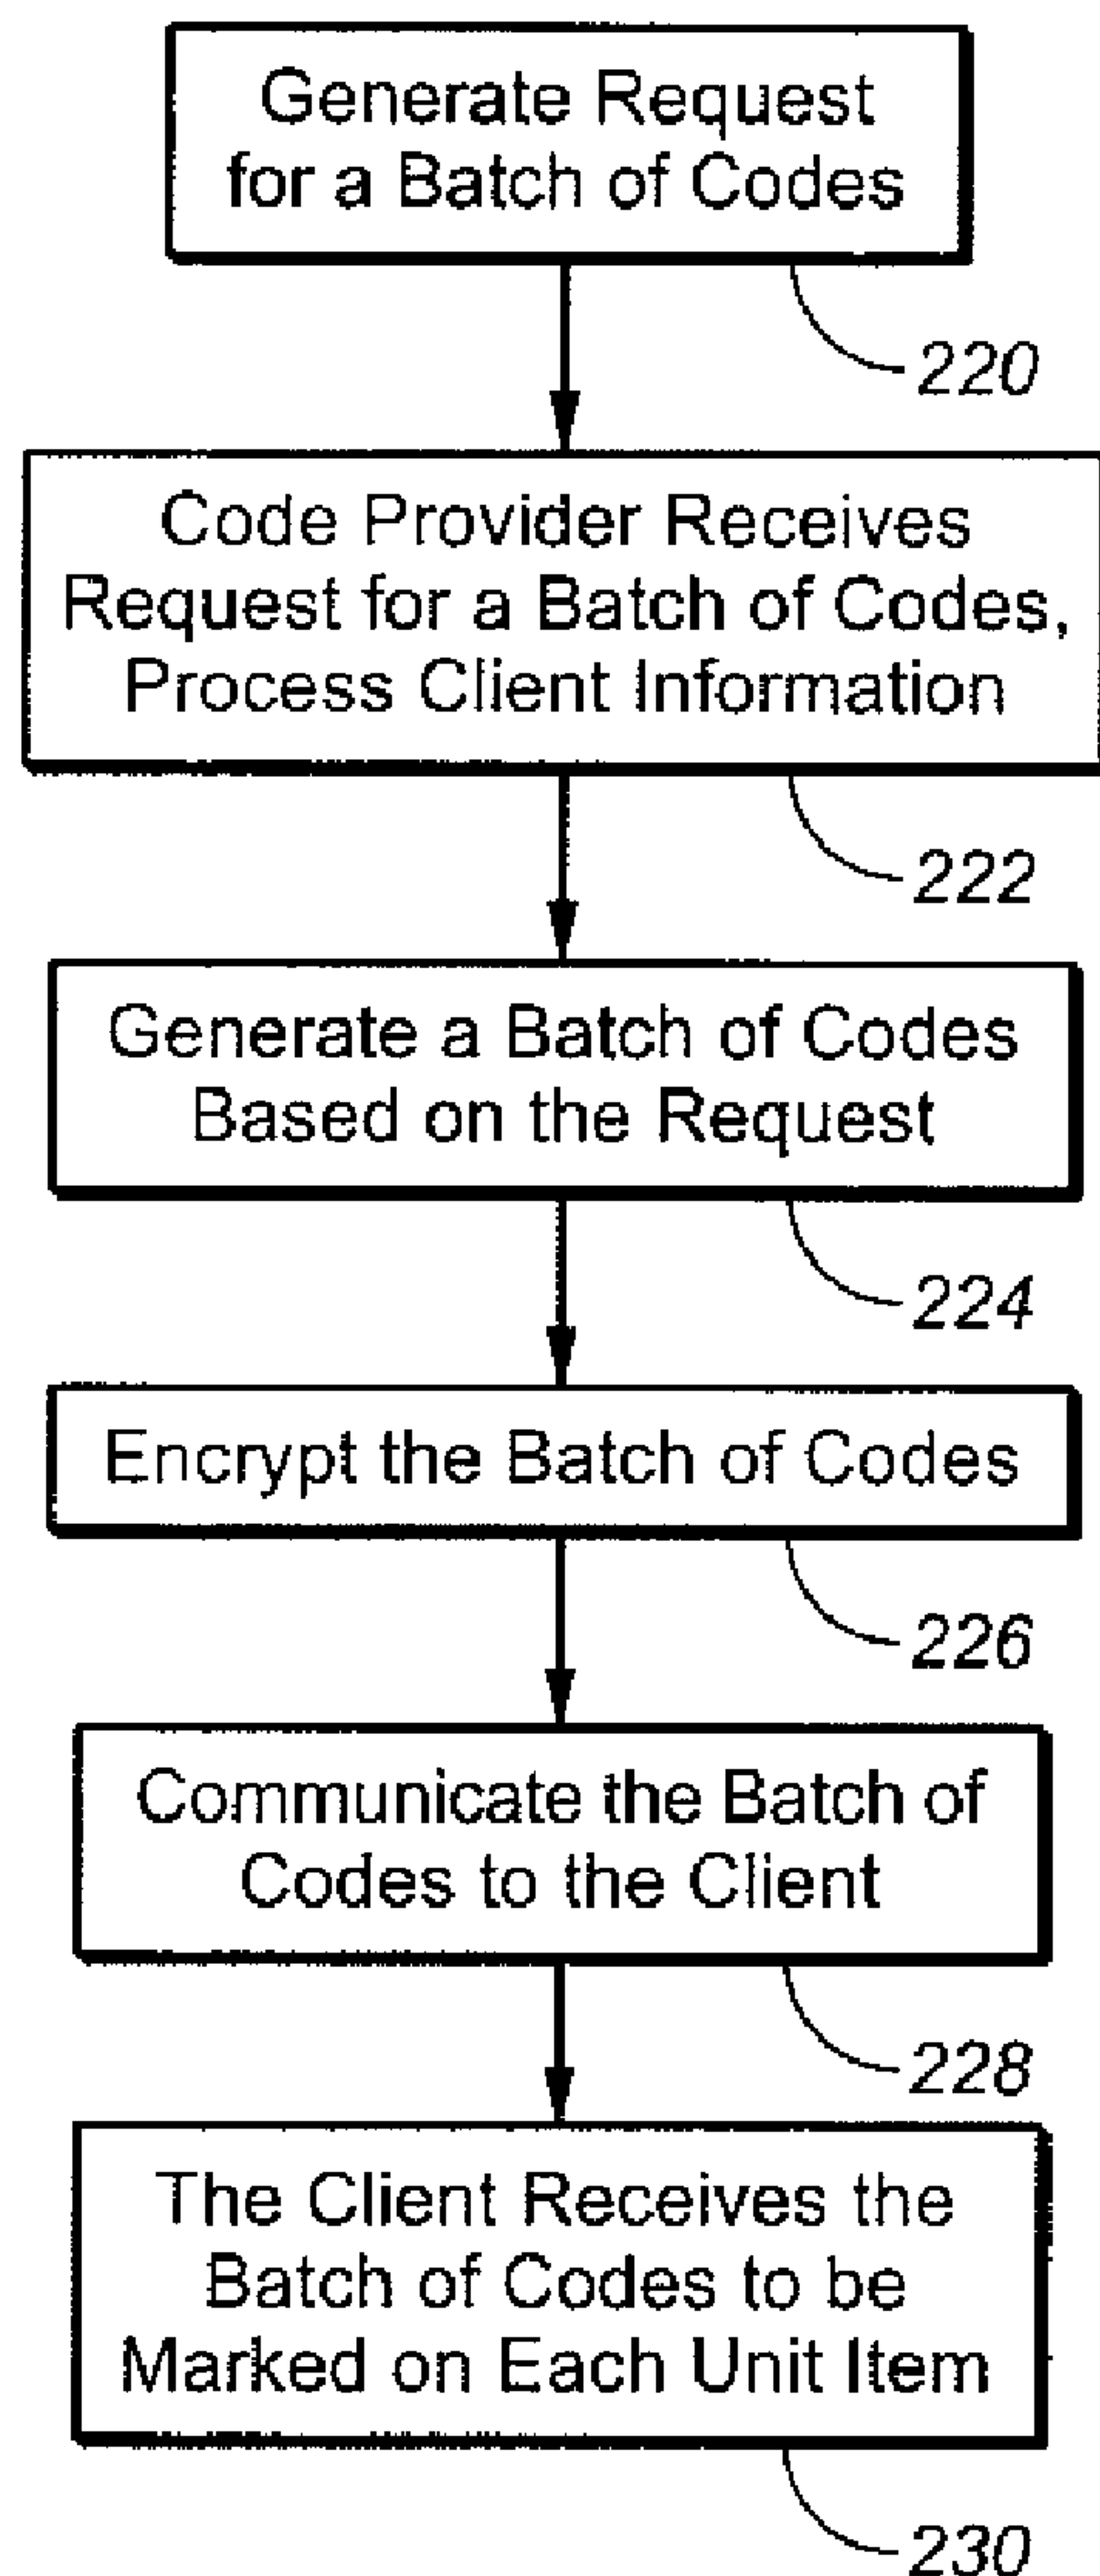 Generate Request
for a Batch of Codes
220
Code Provider Receives
Request for a Batch of Codes,
Process Client Information
222
Generate a Batch of Codes
Based on the Request
224
Encrypt the Batch of Codes
226
Communicate the Batch of
Codes to the Client
228
The Client Receives the
Batch of Codes to be
Marked on Each Unit Item
230